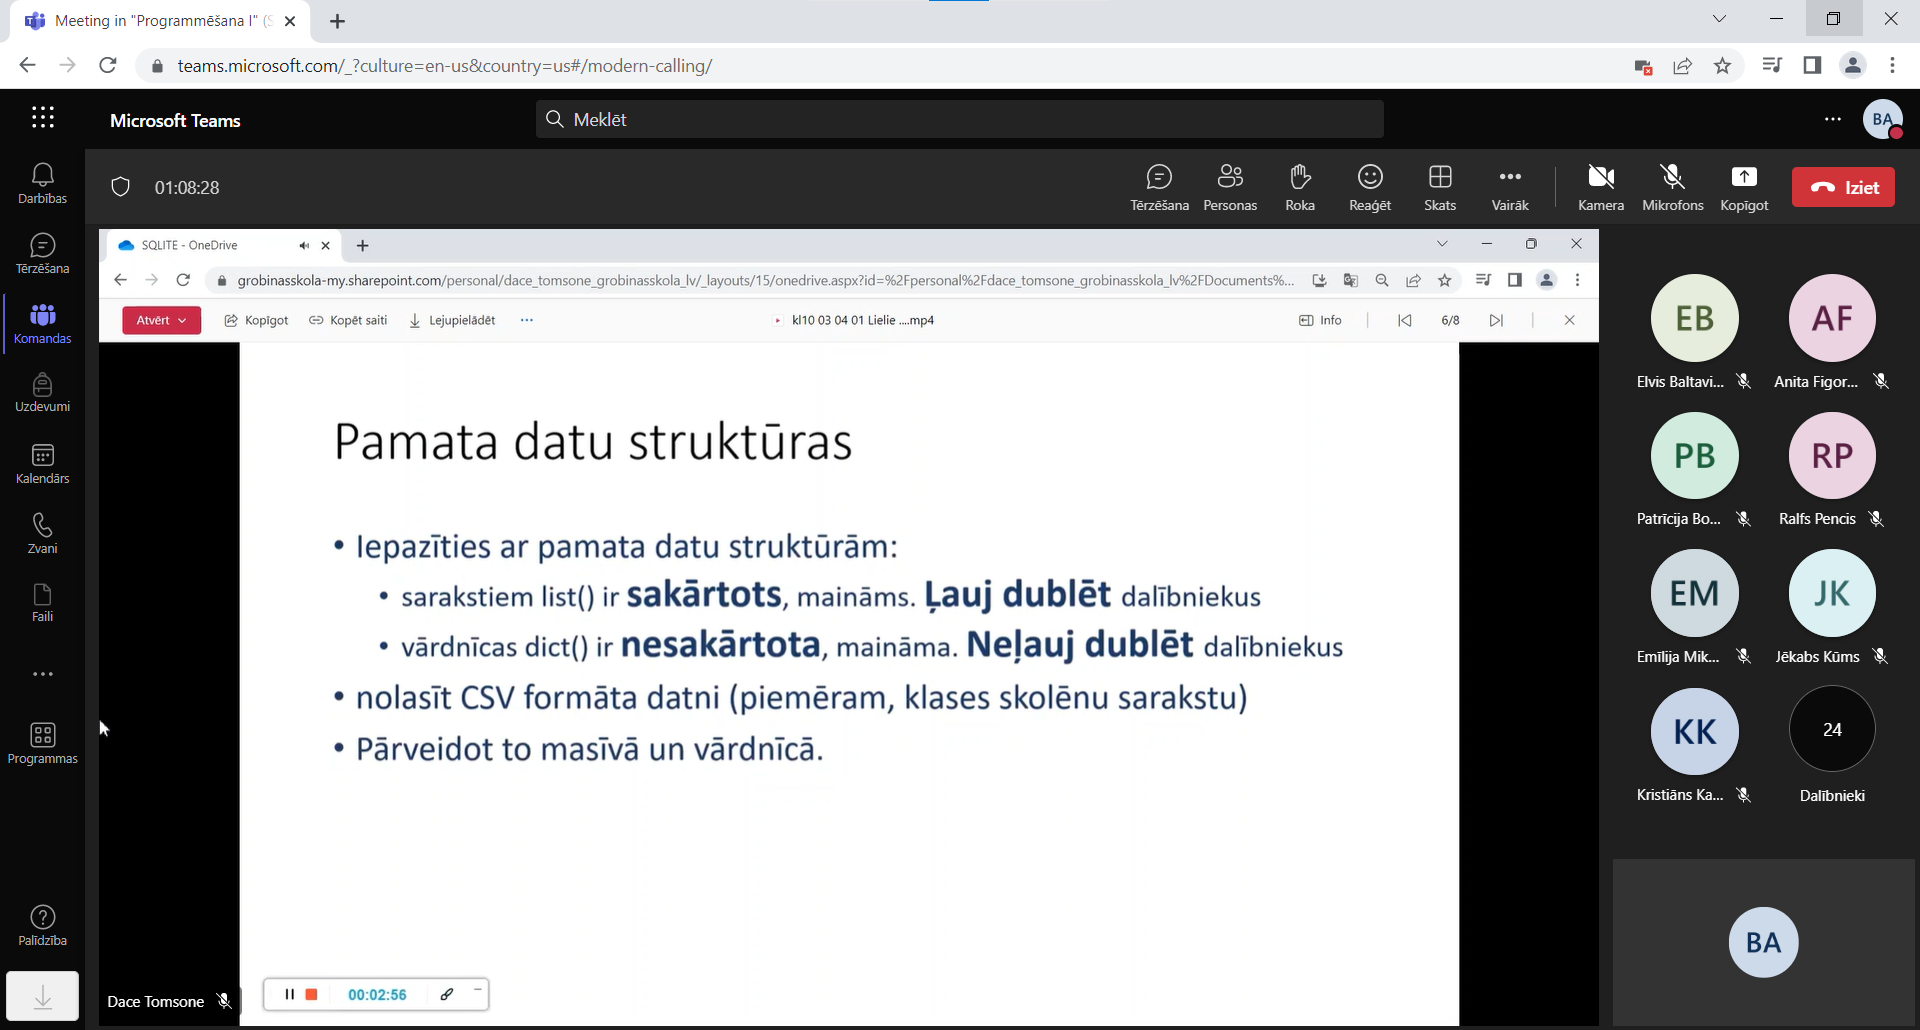 Meeting in "Programmēšana I" (S
teams.microsoft.com/_?culture=en-us&country=us#/modern-calling/
Microsoft Teams
Meklēt
BA
Darbības
Tērzēšana
Komandas
Uzdevumi
Kalendārs
Zvani
Faili
Programmas
Palīdzība
01:08:28
Tērzēšana
Personas
Roka
Reaģēt
Skats
Vairāk
Kamera
Mikrofons
Kopīgot
Iziet
SQLITE - OneDrive
grobinasskola-my.sharepoint.com/personal/dace_tomsone_grobinasskola_lv/_layouts/15/onedrive.aspx?id=%2Fpersonal%2Fdace_tomsone_grobinasskola_lv%2FDocuments%...
Atvērt
Kopīgot
Kopēt saiti
Lejupielādēt
kl10 03 04 01 Lielie ....mp4
Info
6/8
Pamata datu struktūras
• Iepazīties ar pamata datu struktūrām:
• sarakstiem list() ir sakārtots, maināms. Ļauj dublēt dalībniekus
• vārdnīcas dict() ir nesakārtota, maināma. Neļauj dublēt dalībniekus
• nolasīt CSV formāta datni (piemēram, klases skolēnu sarakstu)
• Pārveidot to masīvā un vārdnīcā.
Dace Tomsone
00:02:56
EB
Elvis Baltavi...
AF
Anita Figor...
PB
Patrīcija Bo...
RP
Ralfs Pencis
EM
Emīlija Mik...
JK
Jēkabs Kūms
KK
Kristiāns Ka...
24
Dalībnieki
BA